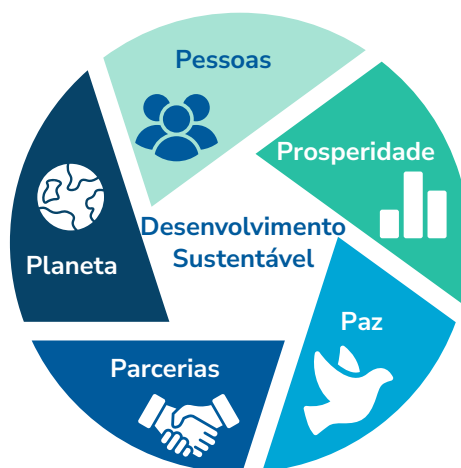 Pessoas
Prosperidade
Desenvolvimento
Sustentável
Planeta
Paz
Parcerias